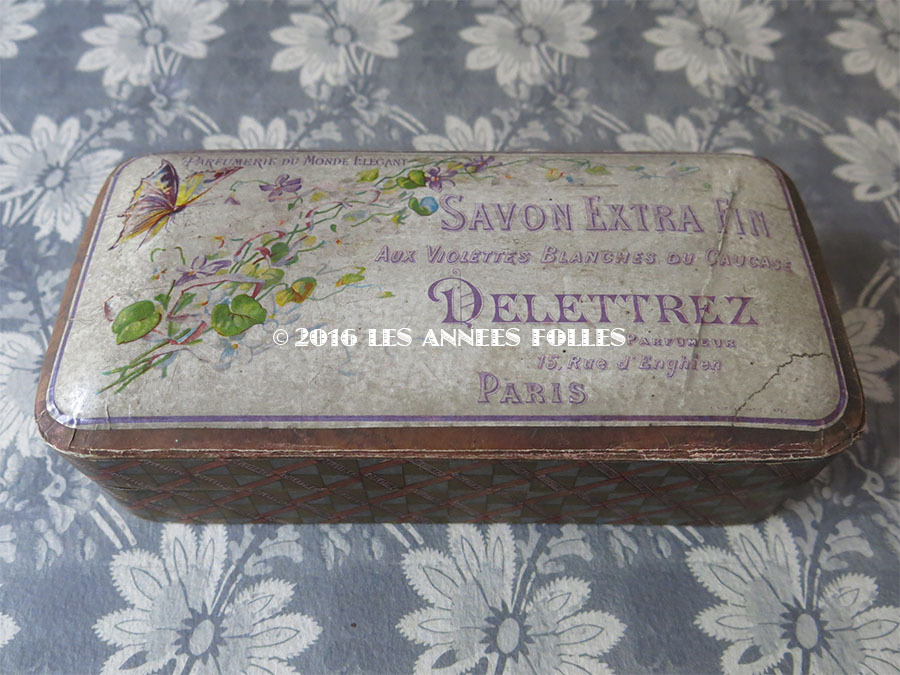 PARFUMERIE DU MONDE ELÉGANT
SAVON EXTRA FIN
AUX VIOLETTES BLANCHES DU CAUCASE
DELETTREZ
© 2016 LES ANNEES FOLLES
PARFUMEUR
15, Rue d'Enghien
PARIS